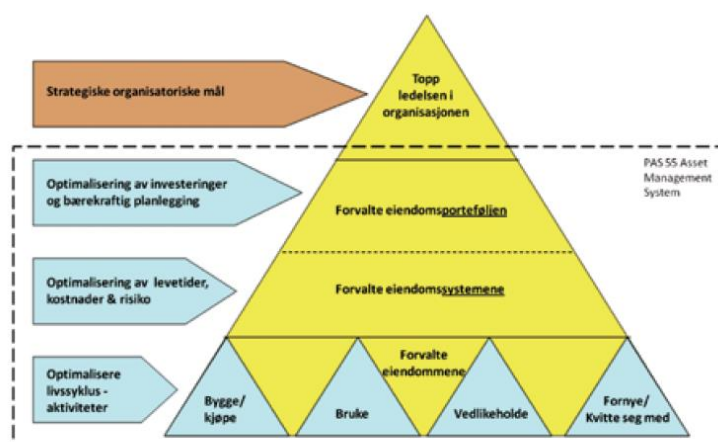 Strategiske organisatoriske mål
Topp
ledelsen i
organisasjonen
PAS 55 Asset
Management
System
Optimalisering av investeringer
og bærekraftig planlegging
Forvalte eiendomsporteføljen
Optimalisering av levetider,
kostnader & risiko
Forvalte eiendomssystemene
Optimalisere
livssyklus -
aktiviteter
Forvalte
eiendommene
Bygge/
kjøpe
Bruke
Vedlikeholde
Fornye/
Kvitte seg med